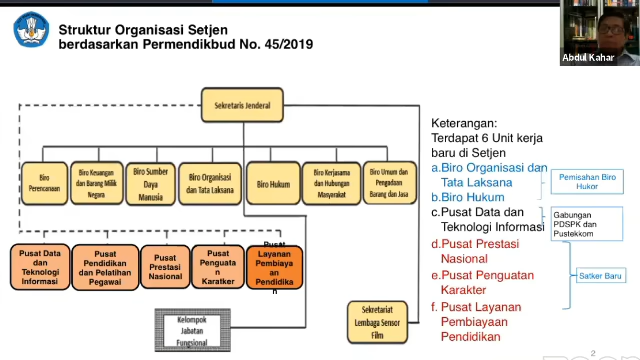 Struktur Organisasi Setjen
berdasarkan Permendikbud No. 45/2019
Abdul Kahar
Sekretaris Jenderal
Biro
Perencanaan
Biro Keuangan
dan Barang Milik
Negara
Biro Sumber
Daya
Manusia
Biro Organisasi
dan Tata Laksana
Biro Hukum
Biro Kerjasama
dan Hubungan
Masyarakat
Biro Umum dan
Pengadaan
Barang dan Jasa
Pusat Data
dan
Teknologi
Informasi
Pusat
Pendidikan
dan Pelatihan
Pegawai
Pusat
Prestasi
Nasional
Pusat
Penguata
n
Karatker
Pusat
Layanan
Pembiaya
an
Pendidika
n
Kelompok
Jabatan
Fungsional
Sekretariat
Lembaga Sensor
Film
Keterangan:
Terdapat 6 Unit kerja
baru di Setjen
a.Biro Organisasi dan
Tata Laksana
b.Biro Hukum
c.Pusat Data dan
Teknologi Informasi
d.Pusat Prestasi
Nasional
e.Pusat Penguatan
Karakter
f. Pusat Layanan
Pembiayaan
Pendidikan
Pemisahan Biro
Hukor
Gabungan
PDSPK dan
Pustekkom
Satker Baru
2